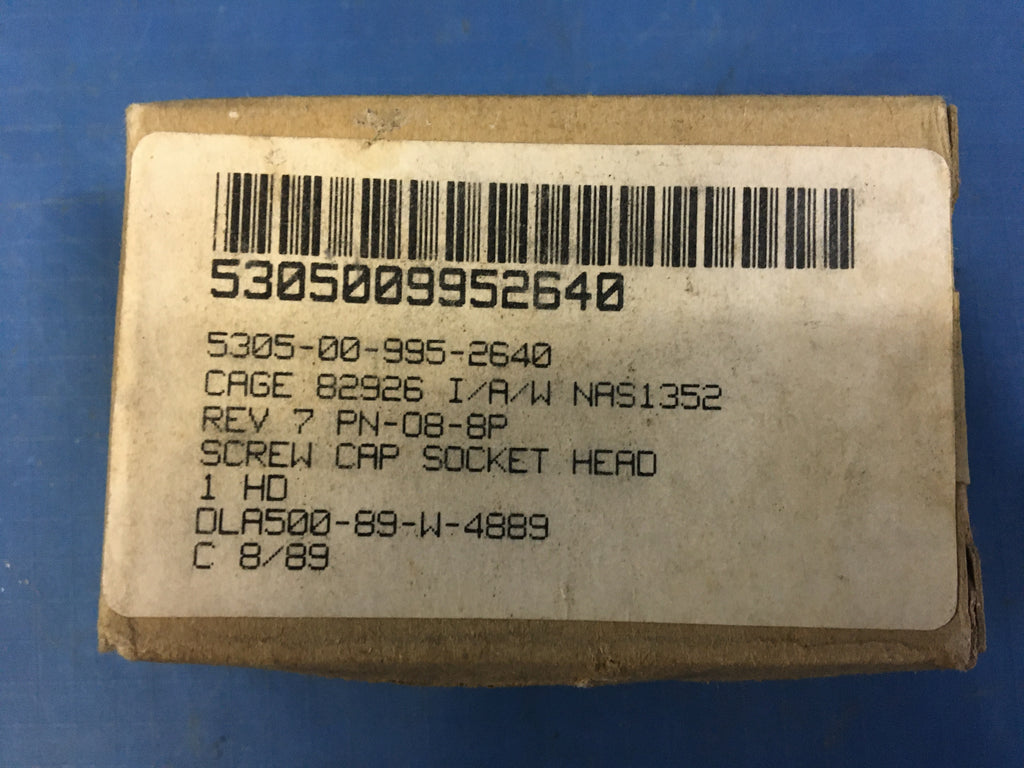 5305009952640
5305-00-995-2640
CAGE 82926 I/A/W NAS1352
REV 7 PN-08-8P
SCREW CAP SOCKET HEAD
1 HD
DLA500-89-W-4889
C 8/89